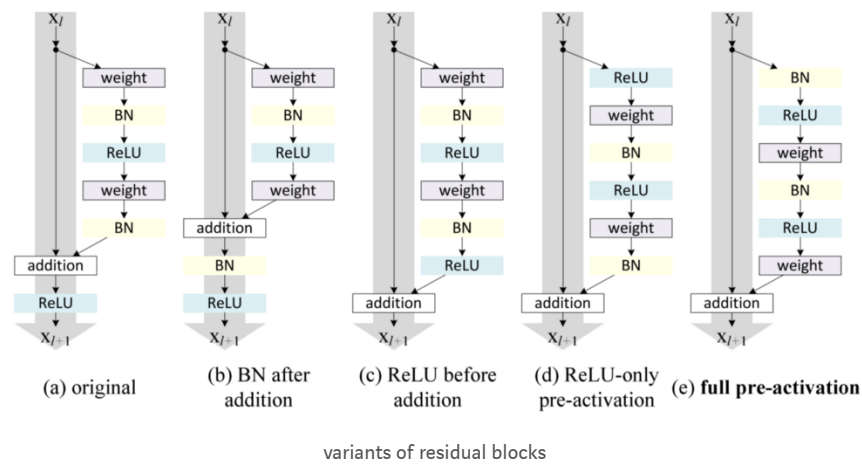 x_l
weight
BN
ReLU
weight
BN
addition
ReLU
x_{l+1}
(a) original
x_l
weight
BN
ReLU
weight
addition
BN
ReLU
x_{l+1}
(b) BN after
addition
x_l
weight
BN
ReLU
weight
BN
ReLU
addition
x_{l+1}
(c) ReLU before
addition
x_l
ReLU
weight
BN
ReLU
weight
BN
addition
x_{l+1}
(d) ReLU-only
pre-activation
x_l
BN
ReLU
weight
BN
ReLU
weight
addition
x_{l+1}
(e) full pre-activation
variants of residual blocks